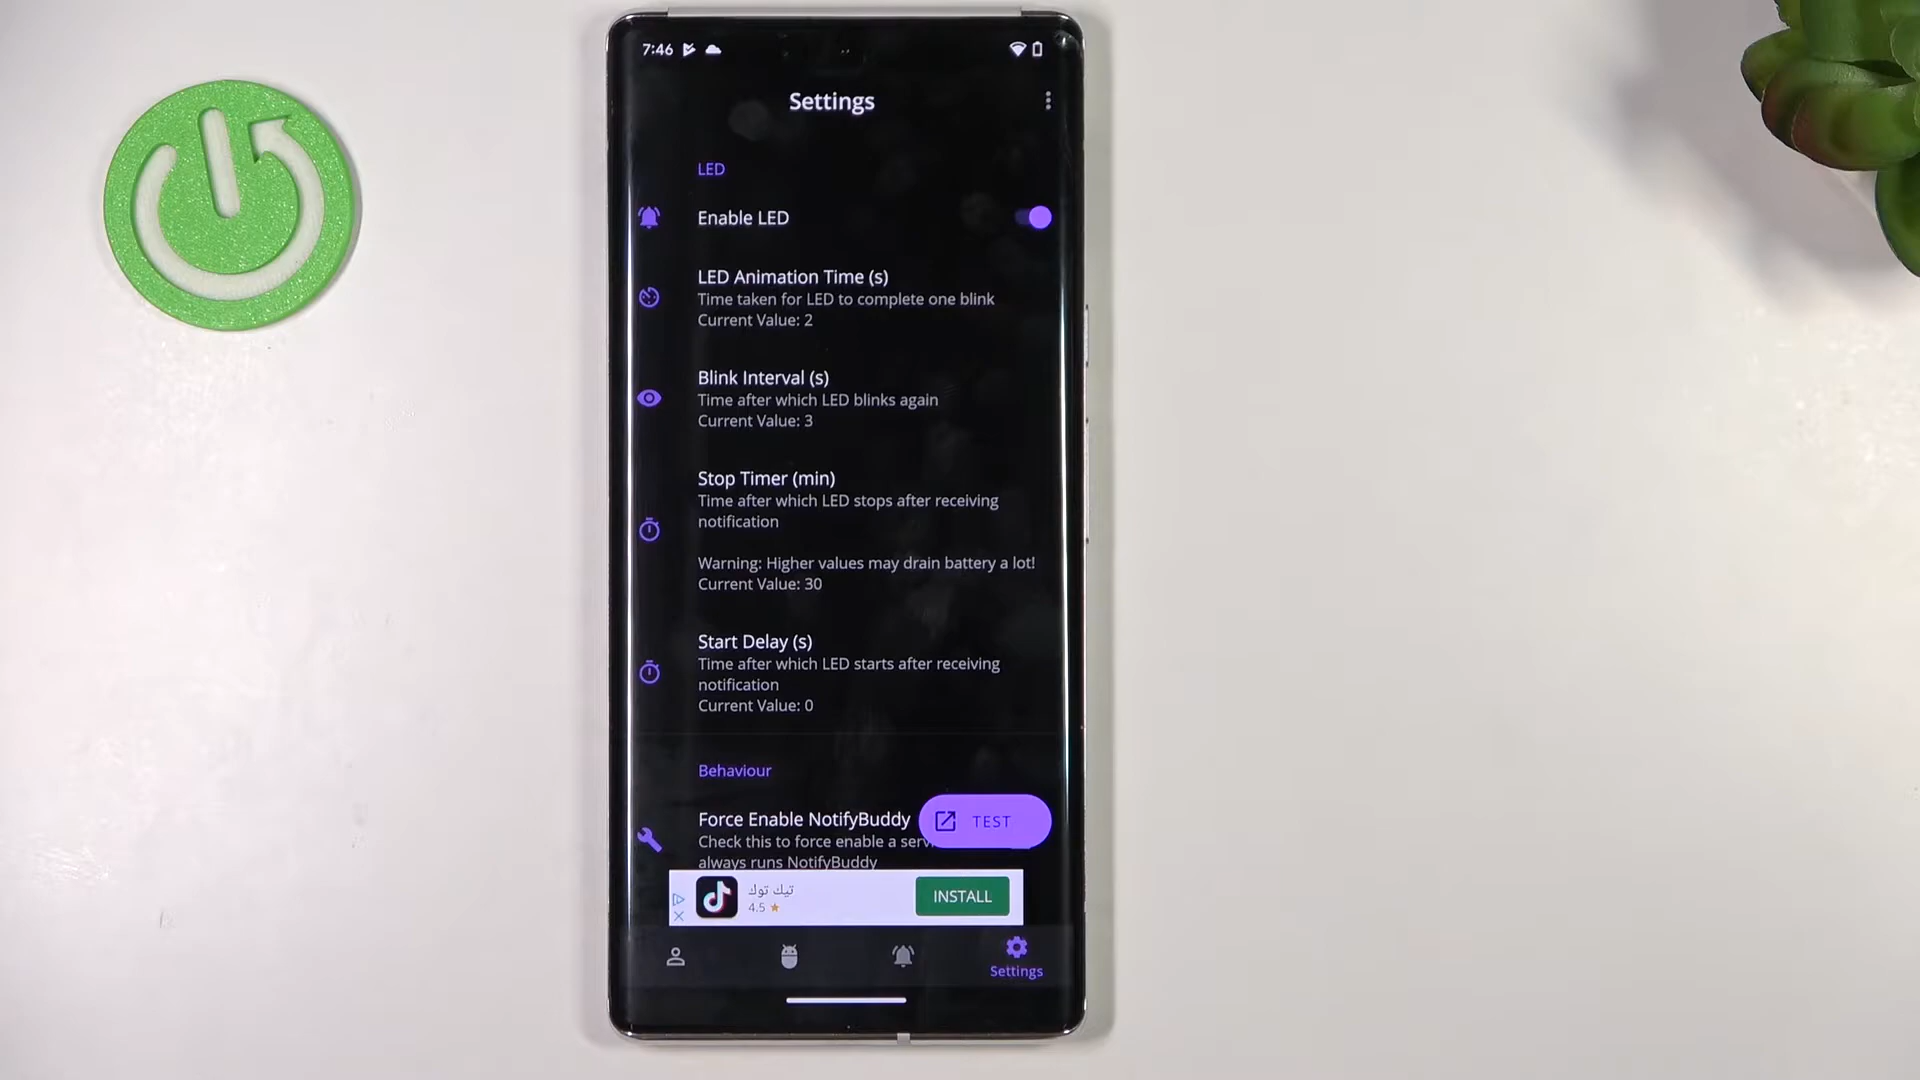 7:46
Settings
LED
Enable LED
LED Animation Time (s)
Time taken for LED to complete one blink
Current Value: 2
Blink Interval (s)
Time after which LED blinks again
Current Value: 3
Stop Timer (min)
Time after which LED stops after receiving
notification
Warning: Higher values may drain battery a lot!
Current Value: 30
Start Delay (s)
Time after which LED starts after receiving
notification
Current Value: 0
Behaviour
Force Enable NotifyBuddy
TEST
Check this to force enable a
always runs NotifyBuddy
تيك توك
4.5
INSTALL
Settings